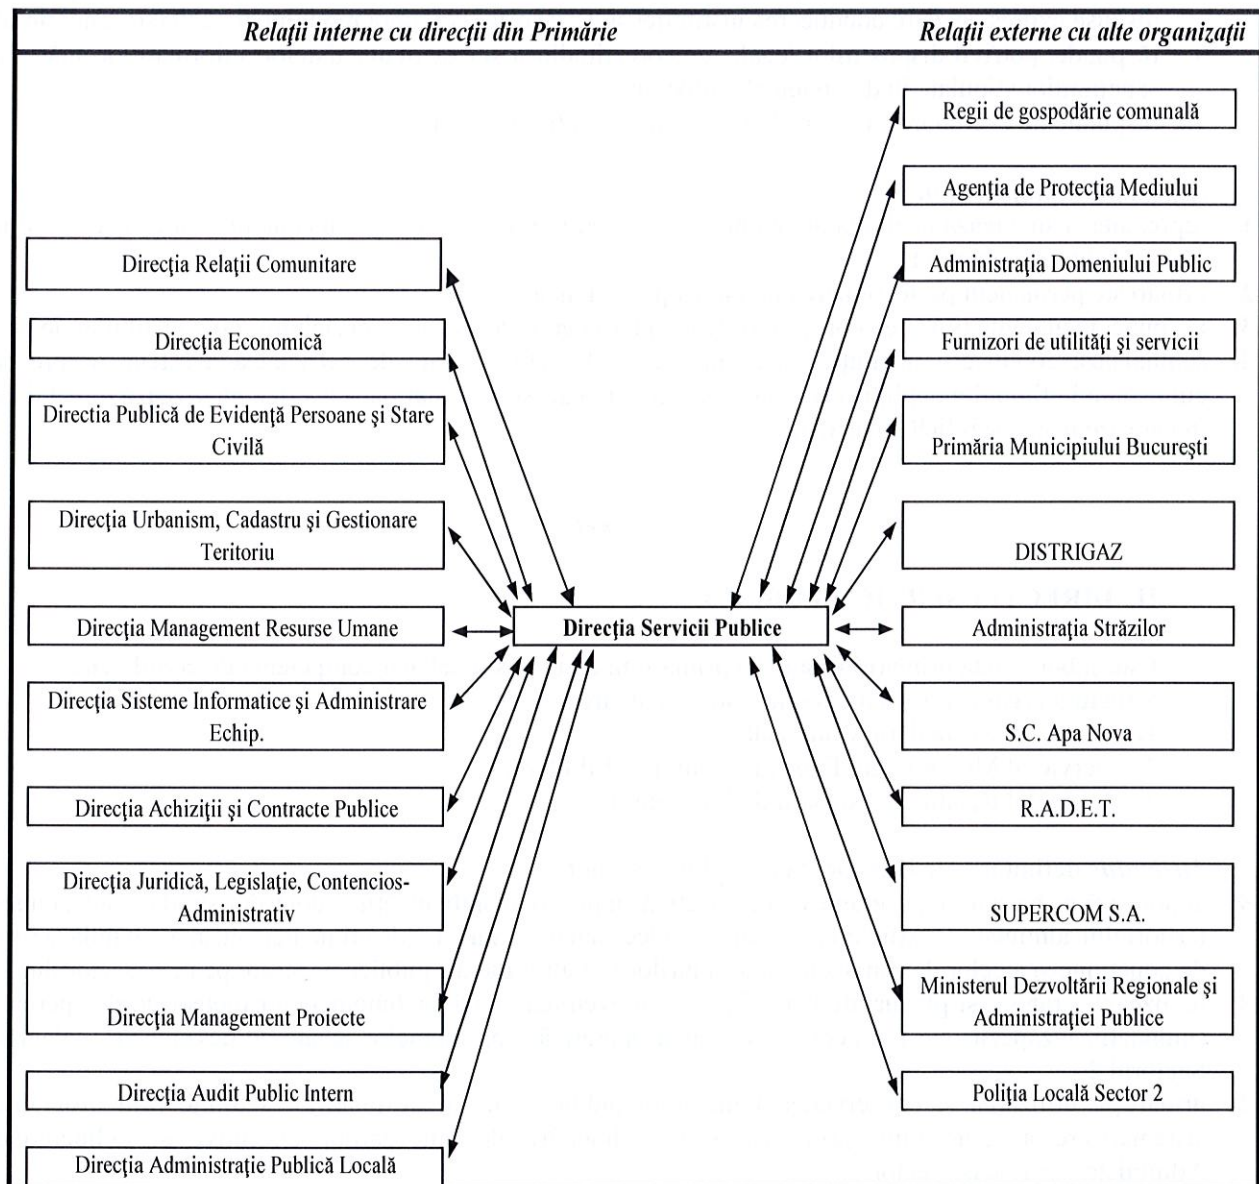 Relaţii interne cu direcţii din Primărie
Relaţii externe cu alte organizaţii
Direcţia Relaţii Comunitare
Direcţia Economică
Directia Publică de Evidenţă Persoane şi Stare
Civilă
Direcţia Urbanism, Cadastru şi Gestionare
Teritoriu
Direcţia Management Resurse Umane
Direcţia Sisteme Informatice şi Administrare
Echip.
Direcţia Achiziţii şi Contracte Publice
Direcţia Juridică, Legislaţie, Contencios-
Administrativ
Direcţia Management Proiecte
Direcţia Audit Public Intern
Direcţia Administraţie Publică Locală
Direcţia Servicii Publice
Regii de gospodărie comunală
Agenţia de Protecţia Mediului
Administraţia Domeniului Public
Furnizori de utilităţi şi servicii
Primăria Municipiului Bucureşti
DISTRIGAZ
Administraţia Străzilor
S.C. Apa Nova
R.A.D.E.T.
SUPERCOM S.A.
Ministerul Dezvoltării Regionale şi
Administraţiei Publice
Poliţia Locală Sector 2